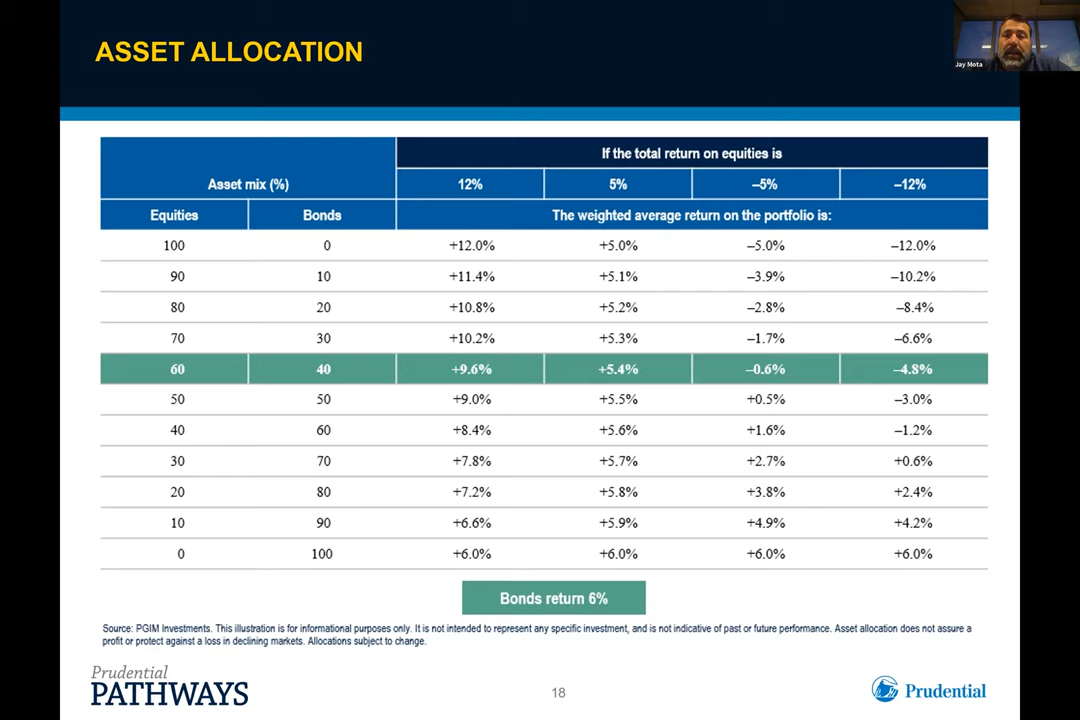 ASSET ALLOCATION
Jay Mota
If the total return on equities is
Asset mix (%) 12% 5% –5% –12%
Equities Bonds The weighted average return on the portfolio is:
100 0 +12.0% +5.0% –5.0% –12.0%
90 10 +11.4% +5.1% –3.9% –10.2%
80 20 +10.8% +5.2% –2.8% –8.4%
70 30 +10.2% +5.3% –1.7% –6.6%
60 40 +9.6% +5.4% –0.6% –4.8%
50 50 +9.0% +5.5% +0.5% –3.0%
40 60 +8.4% +5.6% +1.6% –1.2%
30 70 +7.8% +5.7% +2.7% +0.6%
20 80 +7.2% +5.8% +3.8% +2.4%
10 90 +6.6% +5.9% +4.9% +4.2%
0 100 +6.0% +6.0% +6.0% +6.0%
Bonds return 6%
Source: PGIM Investments. This illustration is for informational purposes only. It is not intended to represent any specific investment, and is not indicative of past or future performance. Asset allocation does not assure a
profit or protect against a loss in declining markets. Allocations subject to change.
Prudential
PATHWAYS
18
Prudential